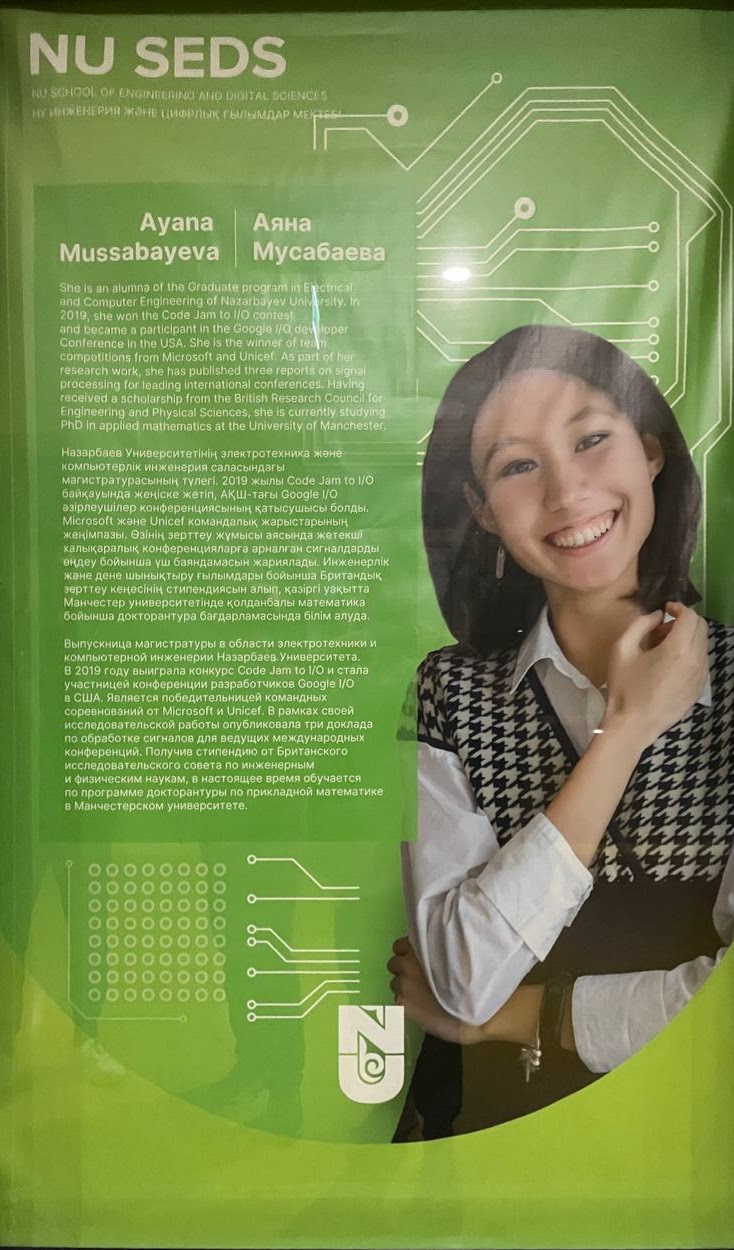 NU SEDS
NU SCHOOL OF ENGINEERING AND DIGITAL SCIENCES
НУ ИНЖЕНЕРИЯ ЖӘНЕ ЦИФРЛЫҚ ҒЫЛЫМДАР МЕКТЕБІ
Ayana
Mussabayeva
Аяна
Мусабаева
She is an alumna of the Graduate program in Electrical
and Computer Engineering of Nazarbayev University. In
2019, she won the Code Jam to I/O contest
and became a participant in the Google I/O developer
Conference in the USA. She is the winner of team
competitions from Microsoft and Unicef. As part of her
research work, she has published three reports on signal
processing for leading international conferences. Having
received a scholarship from the British Research Council for
Engineering and Physical Sciences, she is currently studying
PhD in applied mathematics at the University of Manchester.
Назарбаев Университетінің электротехника және
компьютерлік инженерия саласындағы
магистратурасының түлегі. 2019 жылы Code Jam to I/O
байқауында жеңіске жетіп, АҚШ-тағы Google I/O
әзірлеушілер конференциясының қатысушысы болды.
Microsoft және Unicef командалық жарыстарының
жеңімпазы. Өзінің зерттеу жұмысы аясында жетекші
халықаралық конференцияларға арналған сигналдарды
өңдеу бойынша үш баяндамасын жариялады. Инженерлік
және дене шынықтыру ғылымдары бойынша Британдық
зерттеу кеңесінің стипендиясын алып, қазіргі уақытта
Манчестер университетінде қолданбалы математика
бойынша докторантура бағдарламасында білім алуда.
Выпускница магистратуры в области электротехники и
компьютерной инженерии Назарбаев Университета.
В 2019 году выиграла конкурс Code Jam to I/O и стала
участницей конференции разработчиков Google I/O
в США. Является победительницей командных
соревнований от Microsoft и Unicef. В рамках своей
исследовательской работы опубликовала три доклада
по обработке сигналов для ведущих международных
конференций. Получив стипендию от Британского
исследовательского совета по инженерным
и физическим наукам, в настоящее время обучается
по программе докторантуры по прикладной математике
в Манчестерском университете.
NU